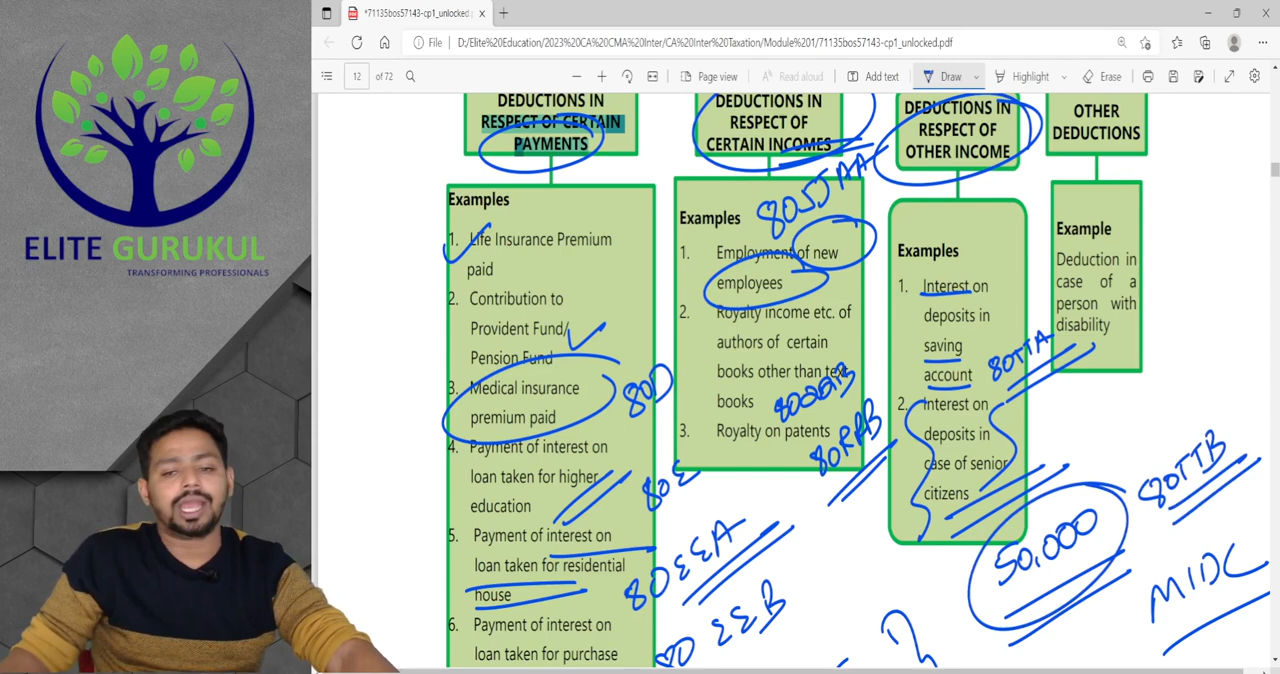 *71135bos57143-cp1_unlocked.
File
D:/Elite%20Education/2023%20CA%20CMA%20Inter/CA%20Inter%20Taxation/Module%201/71135bos57143-cp1_unlocked.pdf
12 of 72
Page view
Read aloud
Add text
Draw
Highlight
Erase
ELITE GURUKUL
TRANSFORMING PROFESSIONALS
DEDUCTIONS IN
RESPECT OF CERTAIN
PAYMENTS
Examples
1. Life Insurance Premium
paid
2. Contribution to
Provident Fund/
Pension Fund
3. Medical insurance
premium paid
80D
4. Payment of interest on
loan taken for higher
education
80E
5. Payment of interest on
loan taken for residential
house
80EEA
6. Payment of interest on
loan taken for purchase
80EEB
DEDUCTIONS IN
RESPECT OF
CERTAIN INCOMES
80JJAA
Examples
1. Employment of new
employees
2. Royalty income etc. of
authors of certain
books other than text
books
3. Royalty on patents
80RRB
DEDUCTIONS IN
RESPECT OF
OTHER INCOME
Examples
1. Interest on
deposits in
saving
account
80TTA
2. Interest on
deposits in
case of senior
citizens
80TTB
50,000
MIDC
OTHER
DEDUCTIONS
Example
Deduction in
case of a
person with
disability